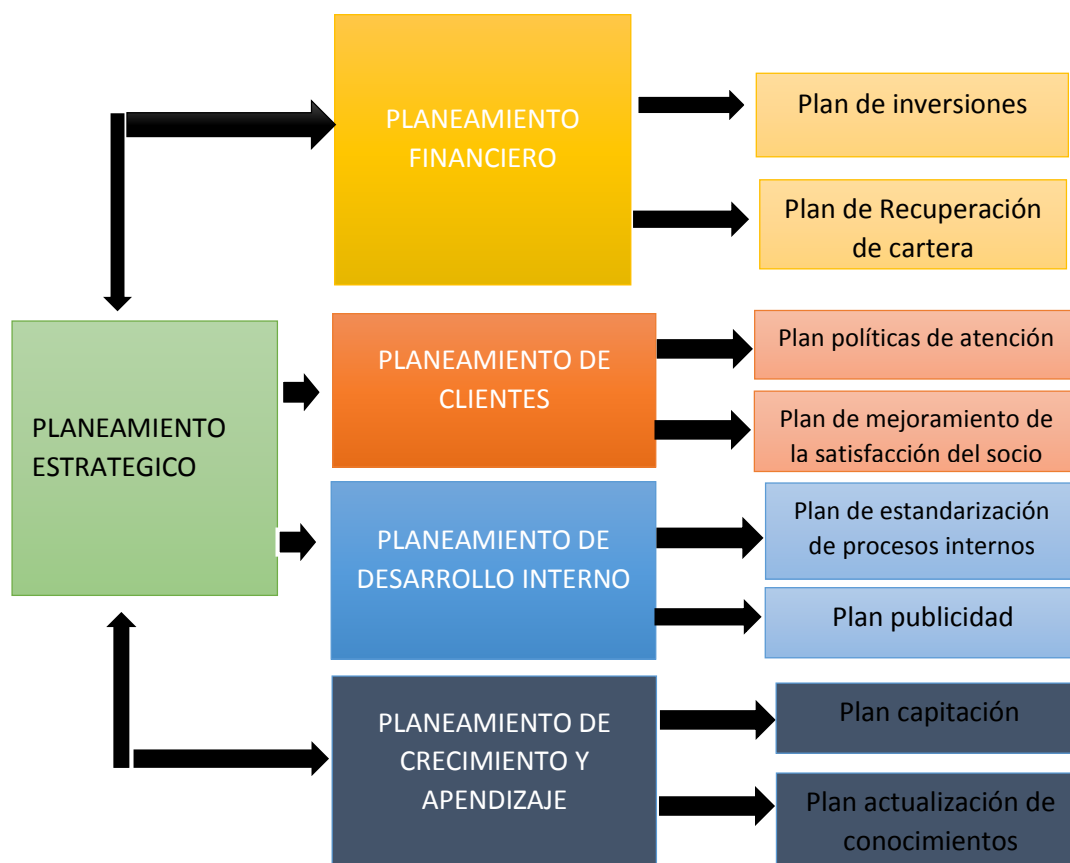 PLANEAMIENTO
ESTRATEGICO
PLANEAMIENTO
FINANCIERO
Plan de inversiones
Plan de Recuperación
de cartera
PLANEAMIENTO DE
CLIENTES
Plan políticas de atención
Plan de mejoramiento de
la satisfacción del socio
PLANEAMIENTO DE
DESARROLLO INTERNO
Plan de estandarización
de procesos internos
Plan publicidad
PLANEAMIENTO DE
CRECIMIENTO Y
APENDIZAJE
Plan capitación
Plan actualización de
conocimientos